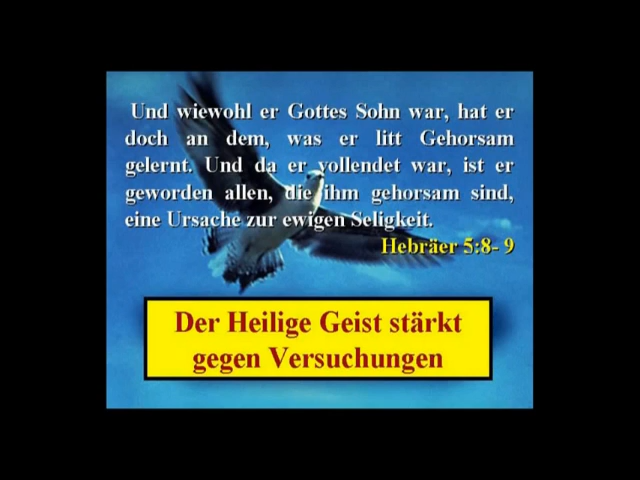 Und wiewohl er Gottes Sohn war, hat er
doch an dem, was er litt Gehorsam
gelernt. Und da er vollendet war, ist er
geworden allen, die ihm gehorsam sind,
eine Ursache zur ewigen Seligkeit.
Hebräer 5:8- 9
Der Heilige Geist stärkt
gegen Versuchungen